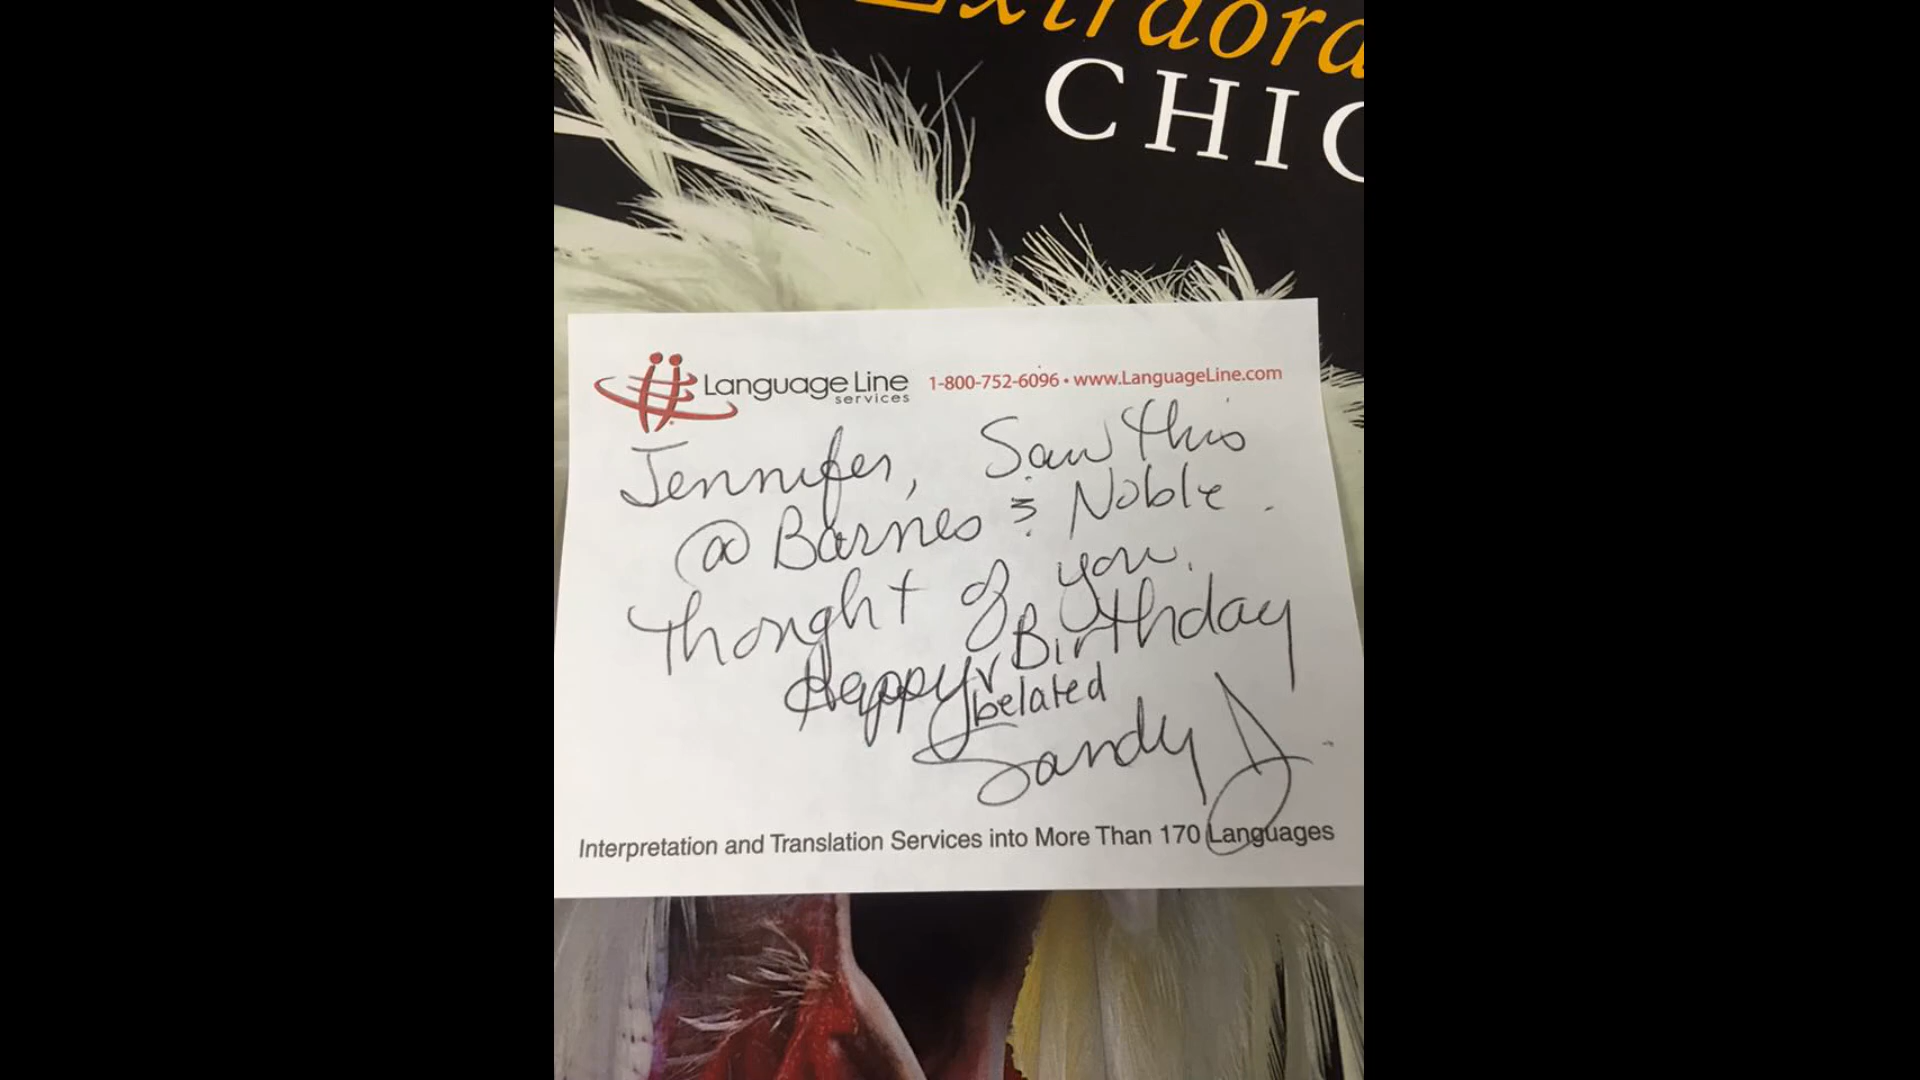 Extraord
CHIC
Language Line
services
1-800-752-6096 • www.LanguageLine.com
Jennifer, Saw this
@ Barnes & Noble.
Thought of you.
Happy Birthday
belated
Sandy J.
Interpretation and Translation Services into More Than 170 Languages